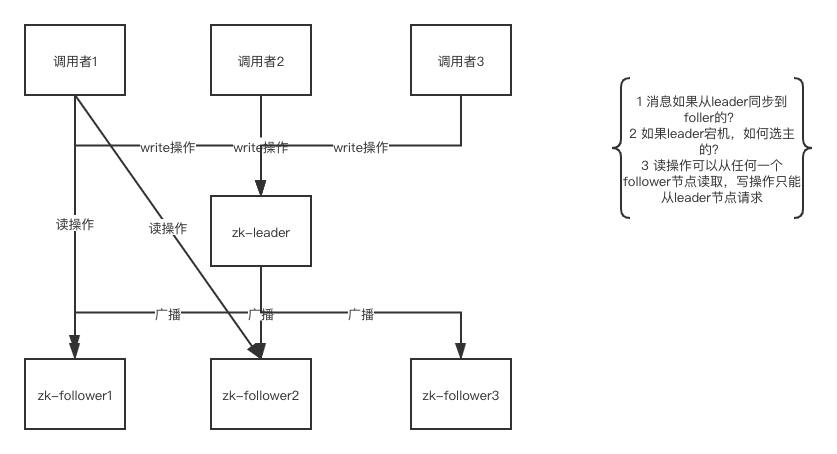 调用者1
调用者2
调用者3
1 消息如果从leader同步到
foller的？
2 如果leader宕机，如何选主
的？
3 读操作可以从任何一个
follower节点读取，写操作只能
从leader节点请求
write操作
write操作
write操作
读操作
读操作
zk-leader
广播
广播
广播
zk-follower1
zk-follower2
zk-follower3